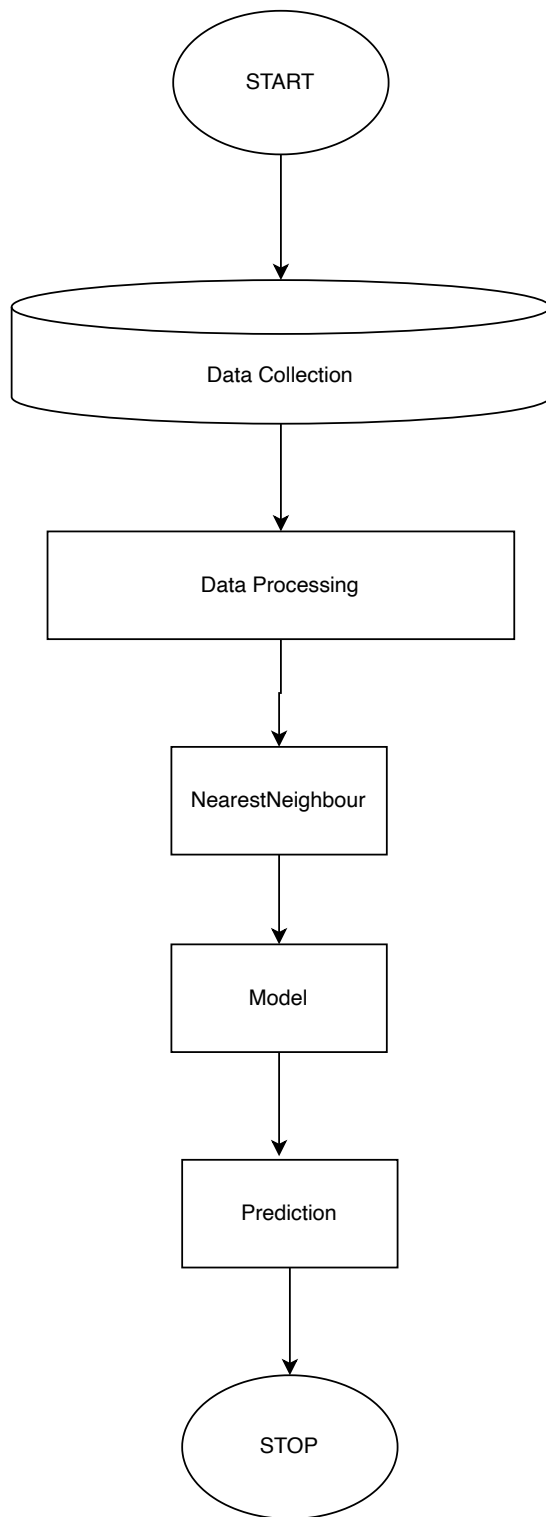 START
Data Collection
Data Processing
NearestNeighbour
Model
Prediction
STOP